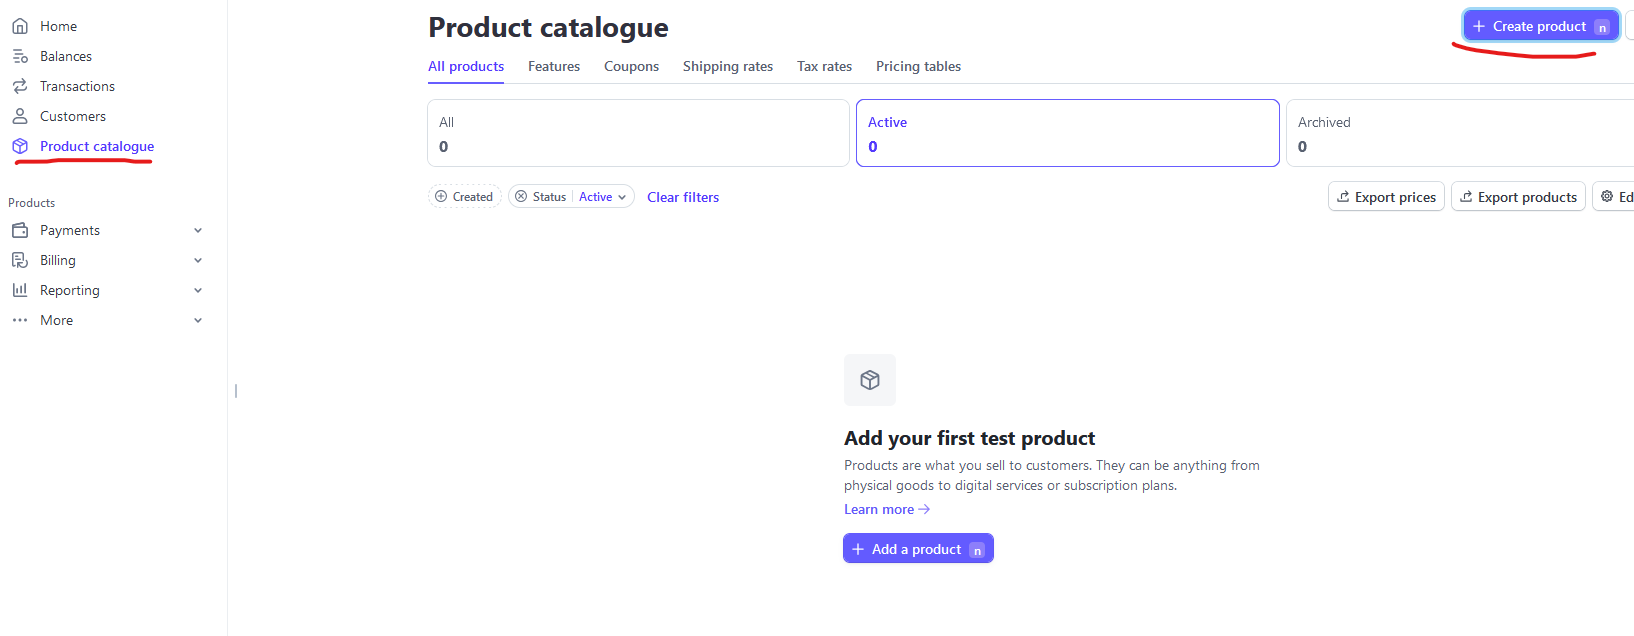 Home
Balances
Transactions
Customers
Product catalogue
Products
Payments
Billing
Reporting
More
Product catalogue
Create product n
All products Features Coupons Shipping rates Tax rates Pricing tables
All
0
Active
0
Archived
0
Created Status Active Clear filters
Export prices Export products Ed
Add your first test product
Products are what you sell to customers. They can be anything from
physical goods to digital services or subscription plans.
Learn more →
+ Add a product n